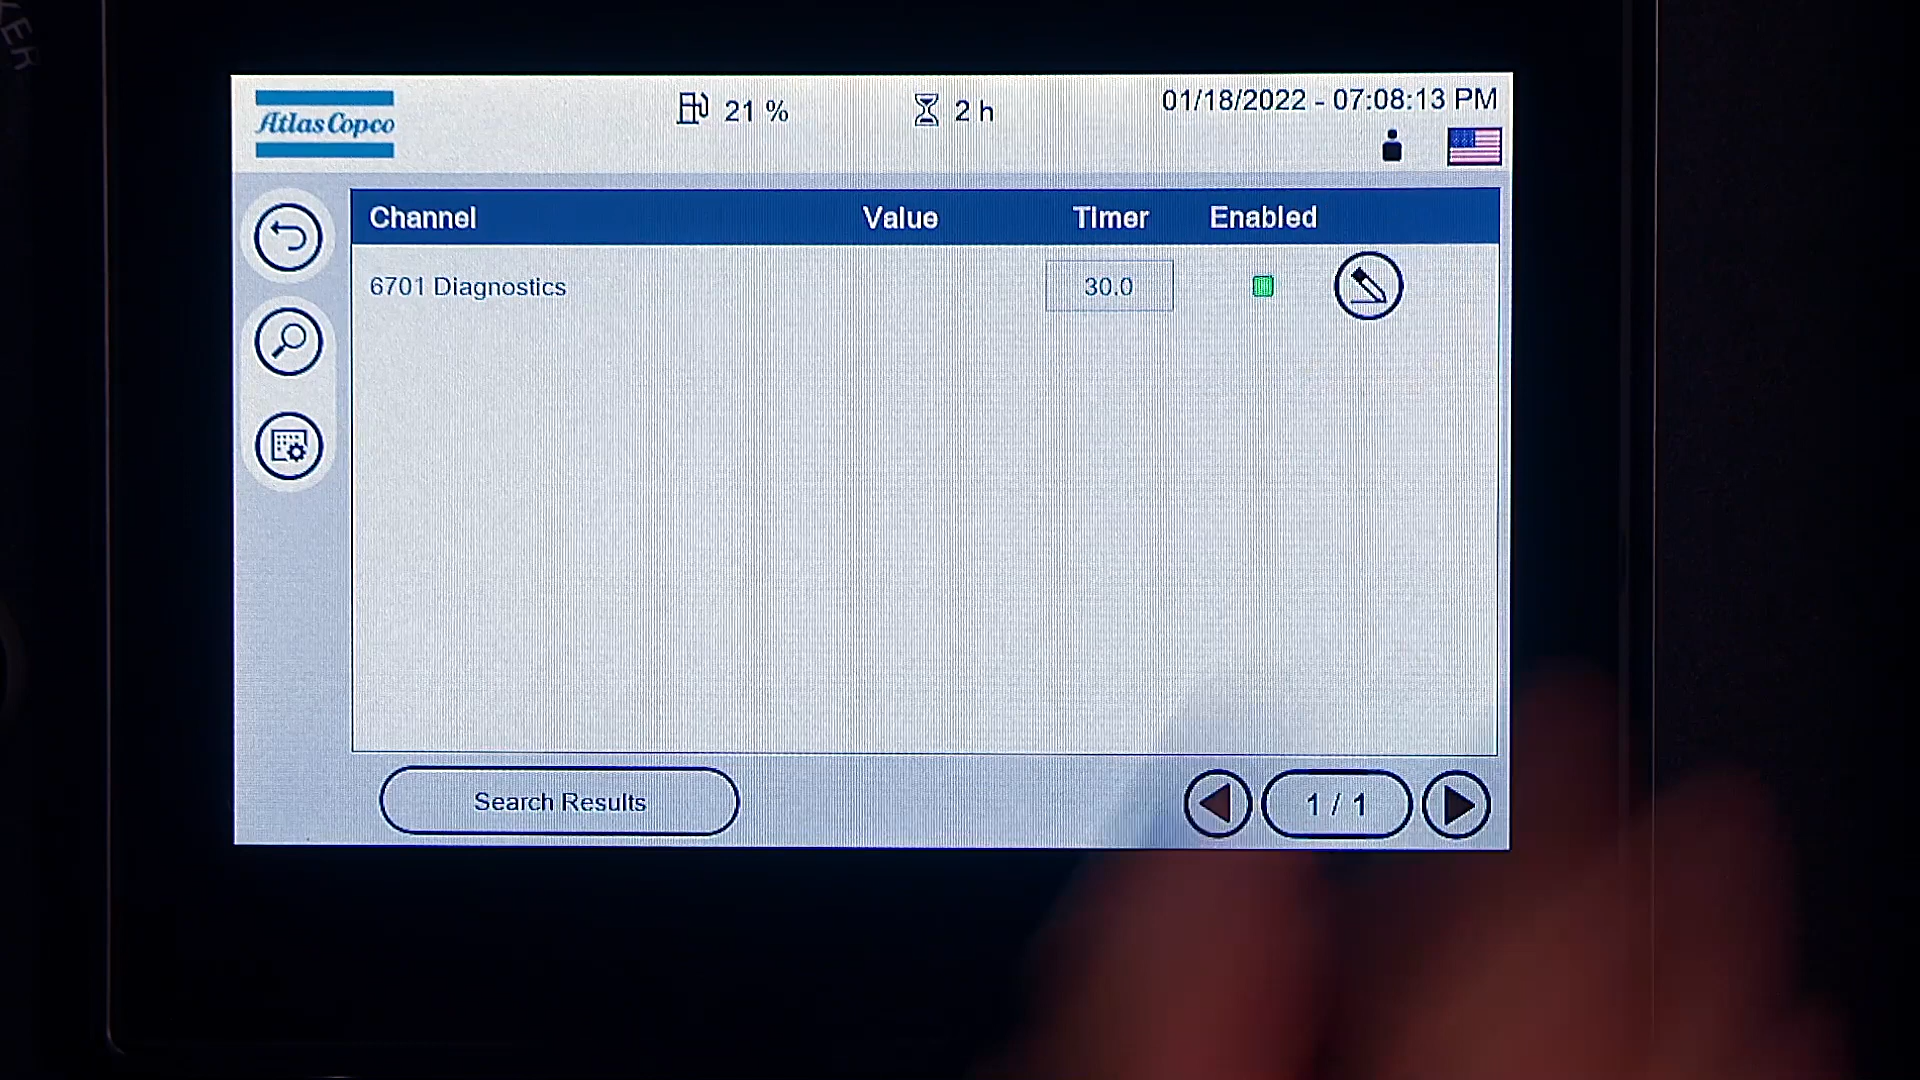 Atlas Copco
21 %
2 h
01/18/2022 - 07:08:13 PM
Channel Value Timer Enabled
6701 Diagnostics 30.0
Search Results
1 / 1